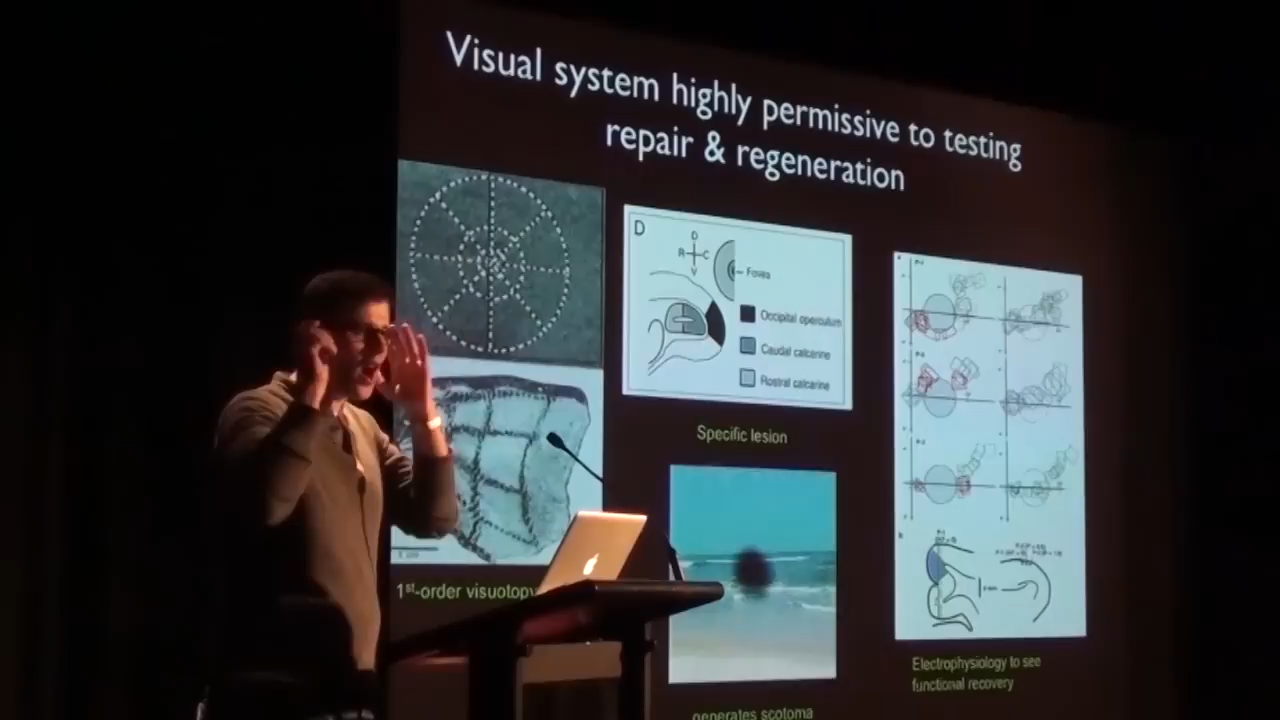 Visual system highly permissive to testing
repair & regeneration
D
D
R C
V
Fovea
Occipital operculum
Caudal calcarine
Rostral calcarine
Specific lesion
1st-order visuotopy
generates scotoma
Electrophysiology to see
functional recovery